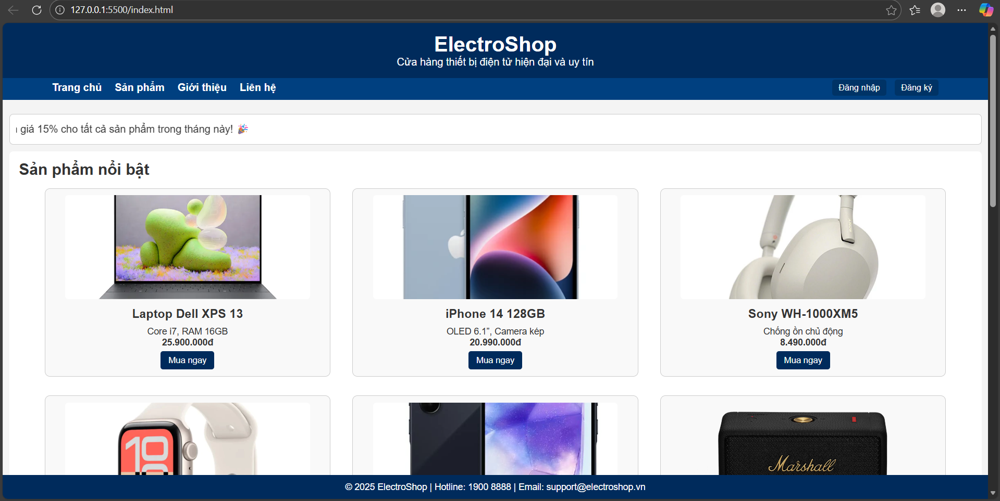 127.0.0.1:5500/index.html
ElectroShop
Cửa hàng thiết bị điện tử hiện đại và uy tín
Trang chủ Sản phẩm Giới thiệu Liên hệ Đăng nhập Đăng ký
giá 15% cho tất cả sản phẩm trong tháng này! 🎉
Sản phẩm nổi bật
SONY
Laptop Dell XPS 13
Core i7, RAM 16GB
25.900.000đ
Mua ngay
iPhone 14 128GB
OLED 6.1”, Camera kép
20.990.000đ
Mua ngay
Sony WH-1000XM5
Chống ồn chủ động
8.490.000đ
Mua ngay
10
Marshall
© 2025 ElectroShop | Hotline: 1900 8888 | Email: support@electroshop.vn